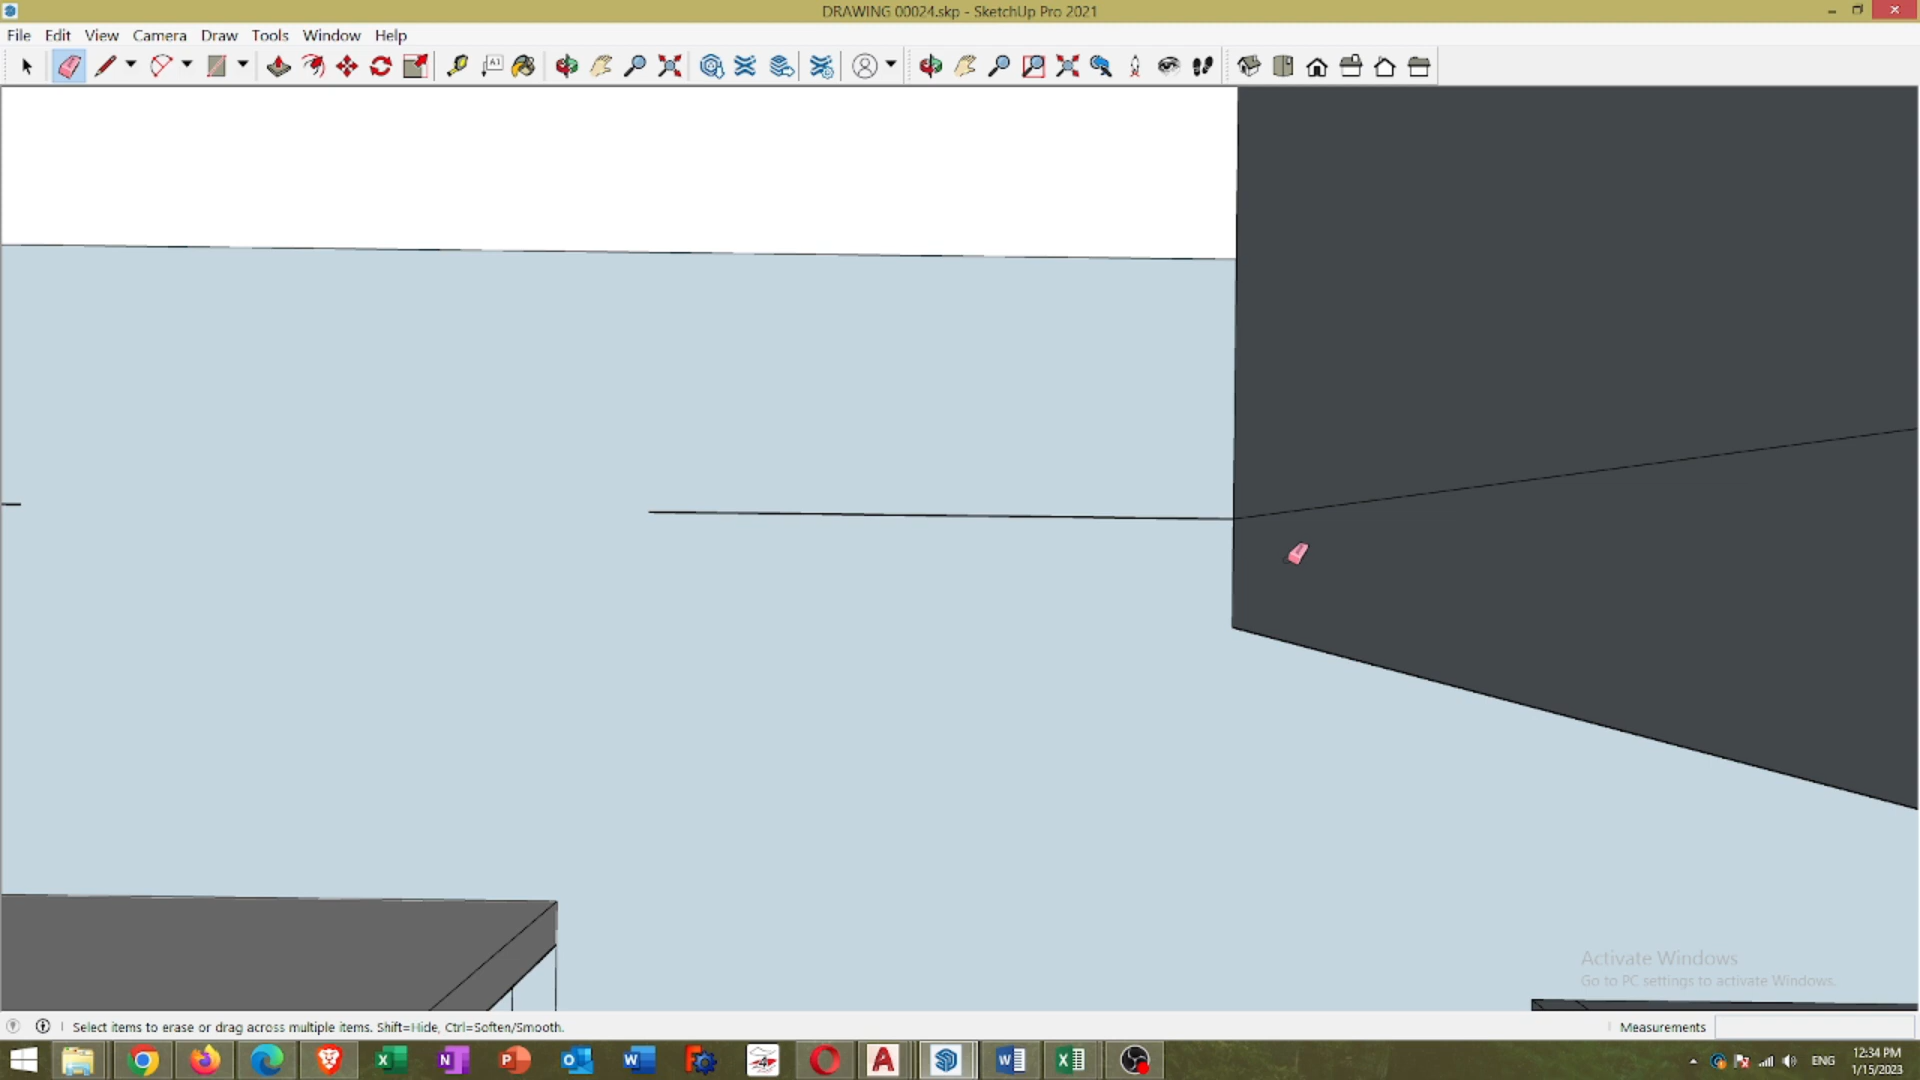 DRAWING 00024.skp - SketchUp Pro 2021
File Edit View Camera Draw Tools Window Help
A1
Activate Windows
Go to PC settings to activate Windows.
Select items to erase or drag across multiple items. Shift=Hide, Ctrl=Soften/Smooth.
Measurements
ENG
12:34 PM
1/15/2023